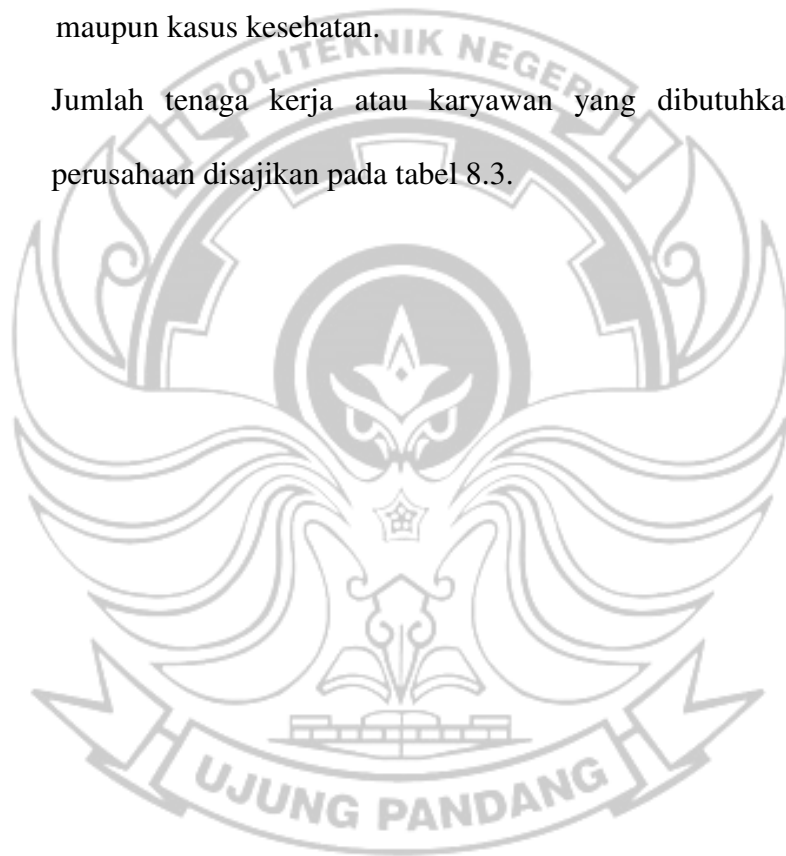 maupun kasus kesehatan.
POLITEKNIK NEGERI
Jumlah tenaga kerja atau karyawan yang dibutuhka
perusahaan disajikan pada tabel 8.3.
UJUNG PANDANG